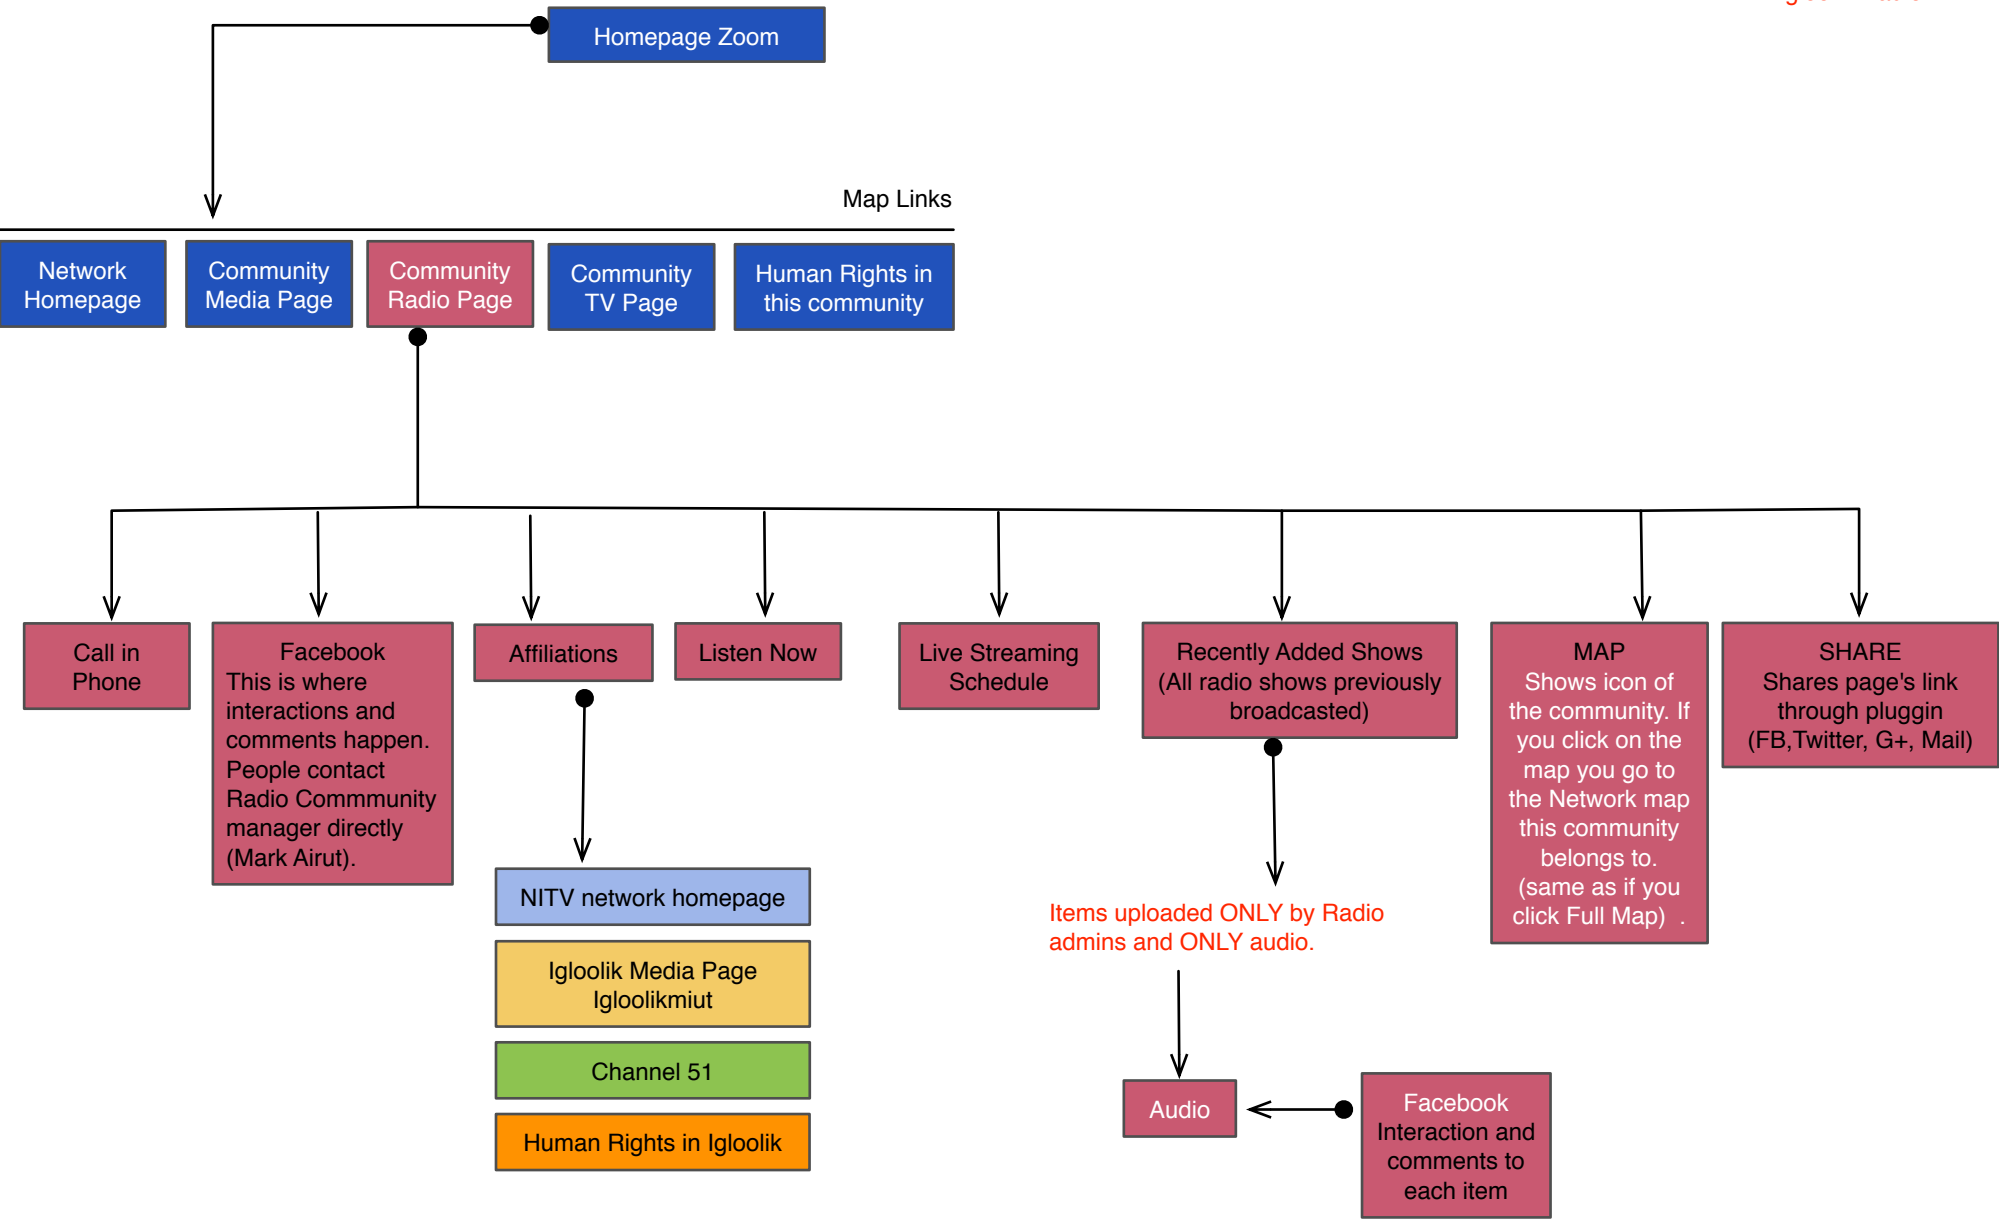 Homepage Zoom
Map Links
Network
Homepage
Community
Media Page
Community
Radio Page
Community
TV Page
Human Rights in
this community
Call in
Phone
Facebook
This is where
interactions and
comments happen.
People contact
Radio Commmunity
manager directly
(Mark Airut).
Affiliations
Listen Now
Live Streaming
Schedule
Recently Added Shows
(All radio shows previously
broadcasted)
MAP
Shows icon of
the community. If
you click on the
map you go to
the Network map
this community
belongs to.
(same as if you
click Full Map) .
SHARE
Shares page's link
through pluggin
(FB,Twitter, G+, Mail)
NITV network homepage
Igloolik Media Page
Igloolikmiut
Channel 51
Human Rights in Igloolik
Items uploaded ONLY by Radio
admins and ONLY audio.
Audio
Facebook
Interaction and
comments to
each item